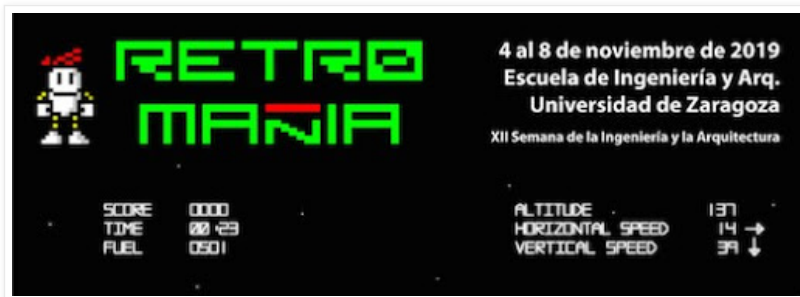 RETRO
MAÑIA
4 al 8 de noviembre de 2019
Escuela de Ingeniería y Arq.
Universidad de Zaragoza
XII Semana de la Ingeniería y la Arquitectura
SCORE 0000
TIME 00:23
FUEL 0501
ALTITUDE 137
HORIZONTAL SPEED 14 →
VERTICAL SPEED 39 ↓